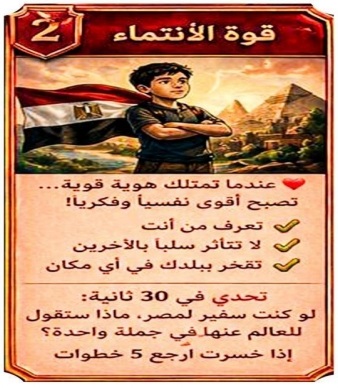 2
قوة الأنتماء
❤️ عندما تمتلك هوية قوية...
تصبح أقوى نفسياً وفكرياً!
✔ تعرف من أنت
✔ لا تتأثر سلباً بالأخرين
✔ تفخر ببلدك في أي مكان
تحدي في 30 ثانية:
لو كنت سفير لمصر، ماذا ستقول
للعالم عنها في جملة واحدة؟
إذا خسرت ارجع 5 خطوات